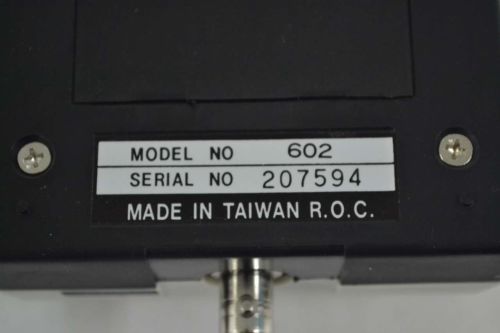 MODEL NO 602
SERIAL NO 207594
MADE IN TAIWAN R.O.C.